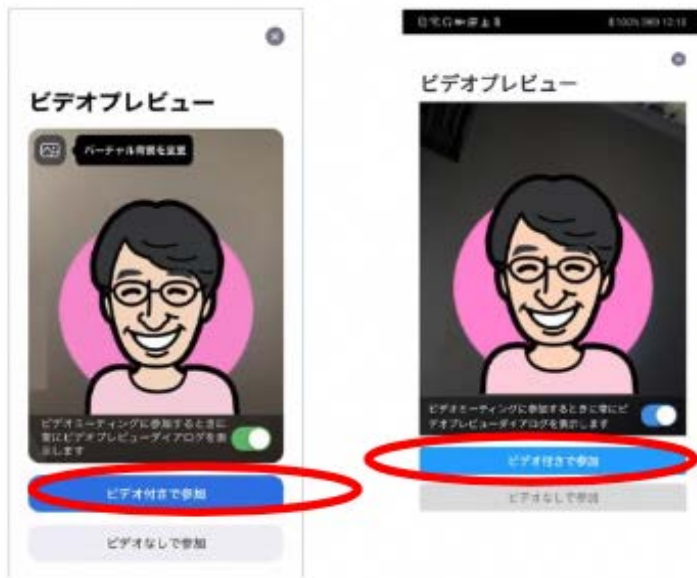 ビデオプレビュー
バーチャル背景を変更
ビデオミーティングに参加するときに
常にビデオプレビューダイアログを表
示します
ビデオ付きで参加
ビデオなしで参加
12:18
ビデオプレビュー
ビデオミーティングに参加するときに常にビ
デオプレビューダイアログを表示します
ビデオ付きで参加
ビデオなしで参加